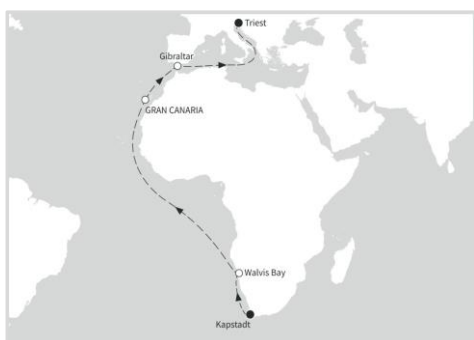 Triest
Gibraltar
GRAN CANARIA
Walvis Bay
Kapstadt